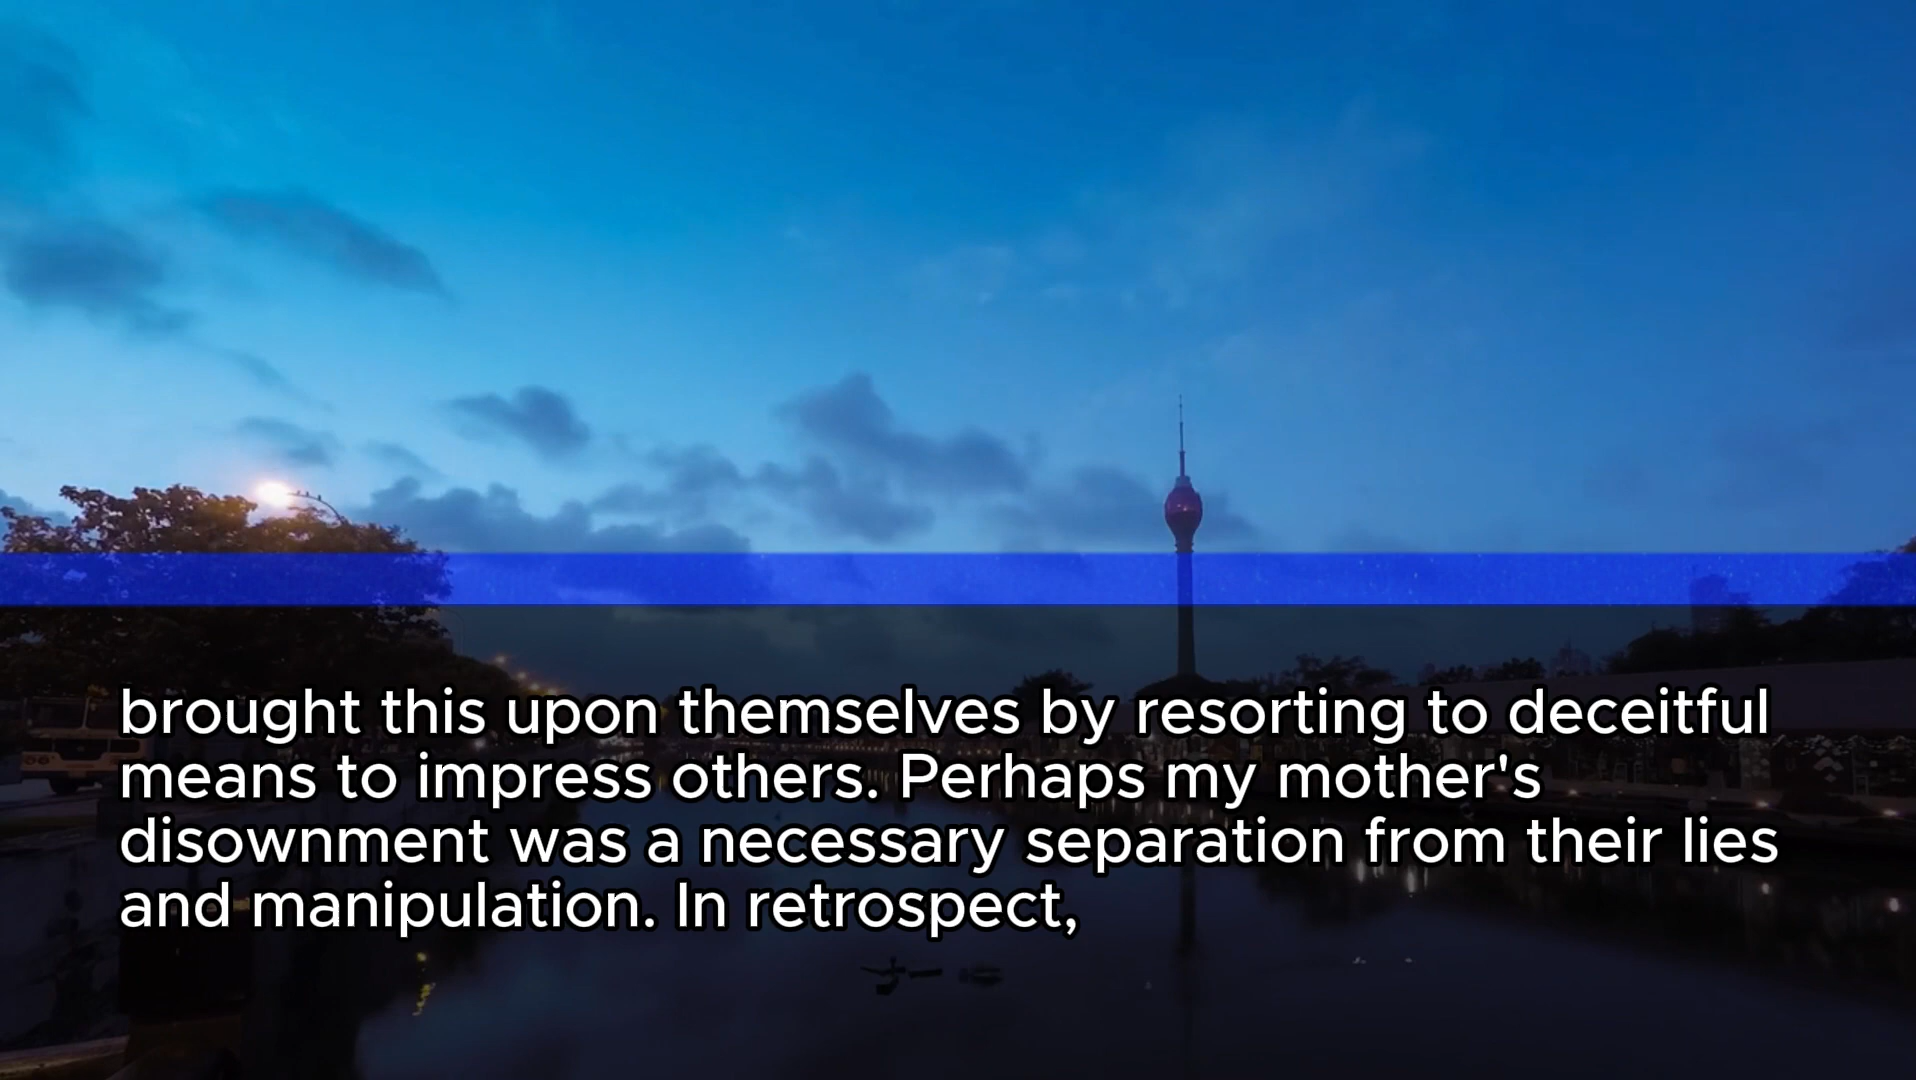 brought this upon themselves by resorting to deceitful
means to impress others. Perhaps my mother's
disownment was a necessary separation from their lies
and manipulation. In retrospect,